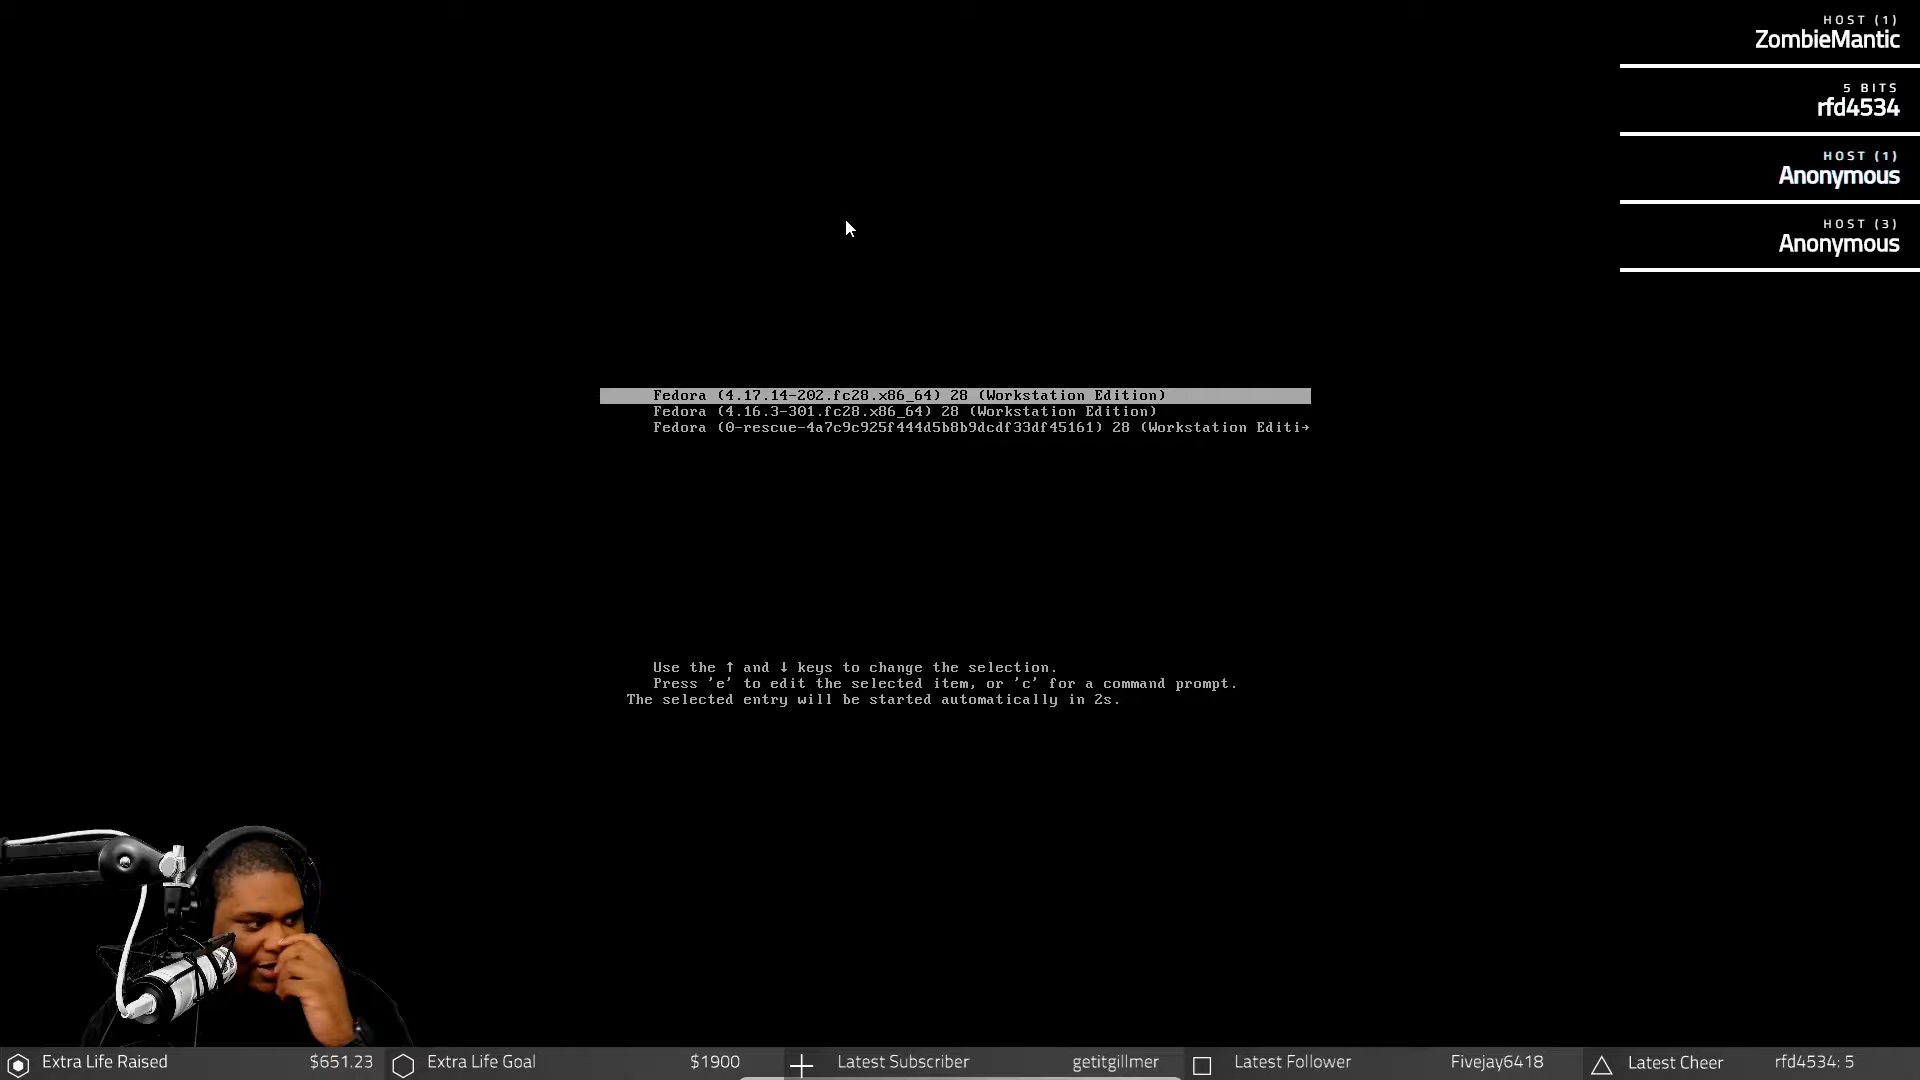 HOST (1)
ZombieMantic
5 BITS
rfd4534
HOST (1)
Anonymous
HOST (3)
Anonymous
Fedora (4.17.14-202.fc28.x86_64) 28 (Workstation Edition)
Fedora (4.16.3-301.fc28.x86_64) 28 (Workstation Edition)
Fedora (0-rescue-4a7c9c925f444d5b8b9dcdf33df45161) 28 (Workstation Editi→
Use the ↑ and ↓ keys to change the selection.
Press 'e' to edit the selected item, or 'c' for a command prompt.
The selected entry will be started automatically in 2s.
Extra Life Raised $651.23 Extra Life Goal $1900 Latest Subscriber getitgillmer Latest Follower Fivejay6418 Latest Cheer rfd4534: 5